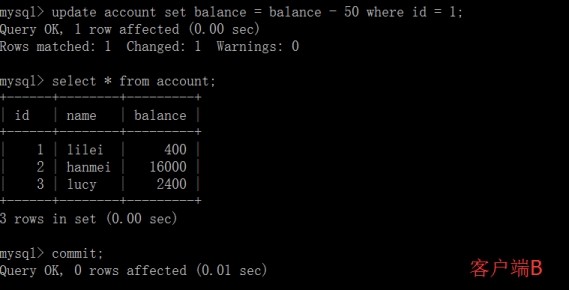 mysql> update account set balance = balance - 50 where id = 1;
Query OK, 1 row affected (0.00 sec)
Rows matched: 1  Changed: 1  Warnings: 0

mysql> select * from account;
+------+--------+---------+
| id   | name   | balance |
+------+--------+---------+
|    1 | lilei  |     400 |
|    2 | hanmei |   16000 |
|    3 | lucy   |    2400 |
+------+--------+---------+
3 rows in set (0.00 sec)

mysql> commit;
Query OK, 0 rows affected (0.01 sec)
客户端B